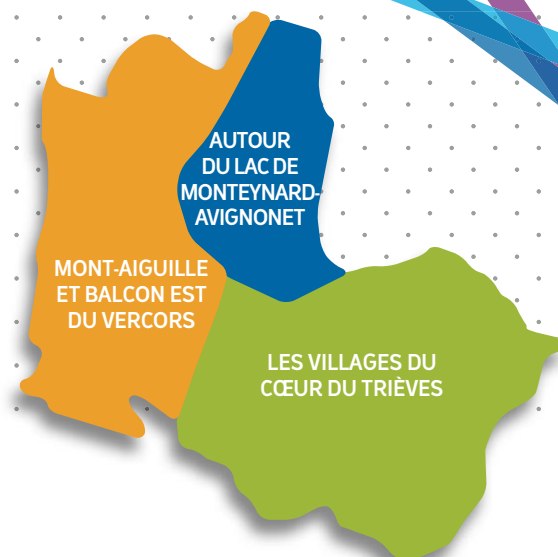 AUTOUR
DU LAC DE
MONTEYNARD-
AVIGNONET
MONT-AIGUILLE
ET BALCON EST
DU VERCORS
LES VILLAGES DU
CŒUR DU TRIÈVES